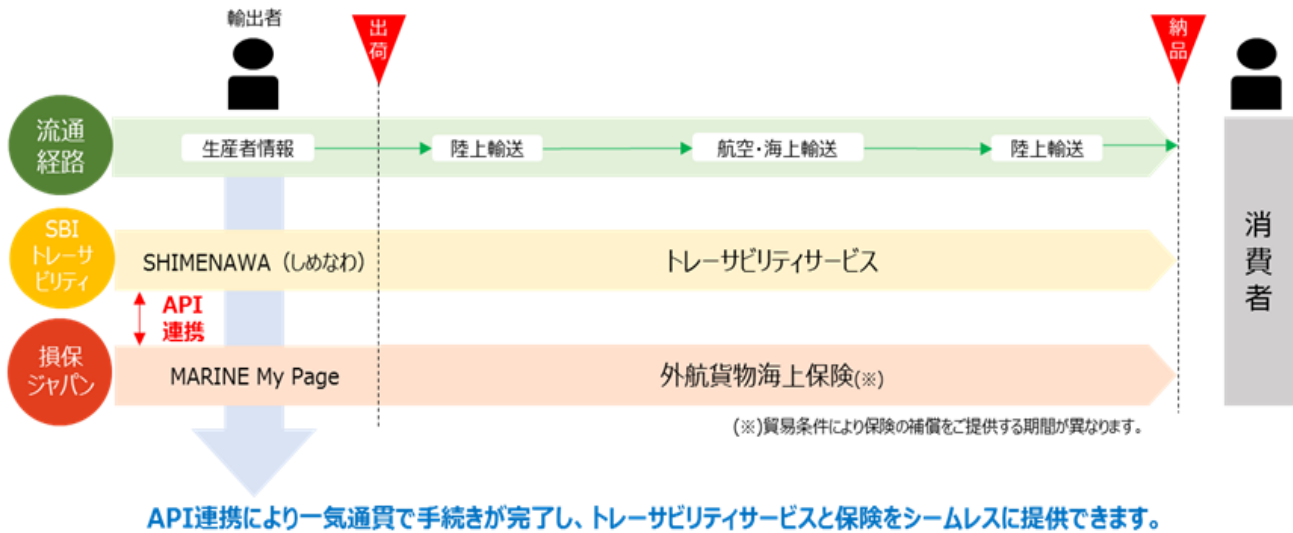 輸出者
出荷
納品
流通
経路
生産者情報
陸上輸送
航空・海上輸送
陸上輸送
SBI
トレーサ
ビリティ
SHIMENAWA（しめなわ）
トレーサビリティサービス
API
連携
損保
ジャパン
MARINE My Page
外航貨物海上保険(※)
消費者
(※)貿易条件により保険の補償をご提供する期間が異なります。
API連携により一気通貫で手続きが完了し、トレーサビリティサービスと保険をシームレスに提供できます。